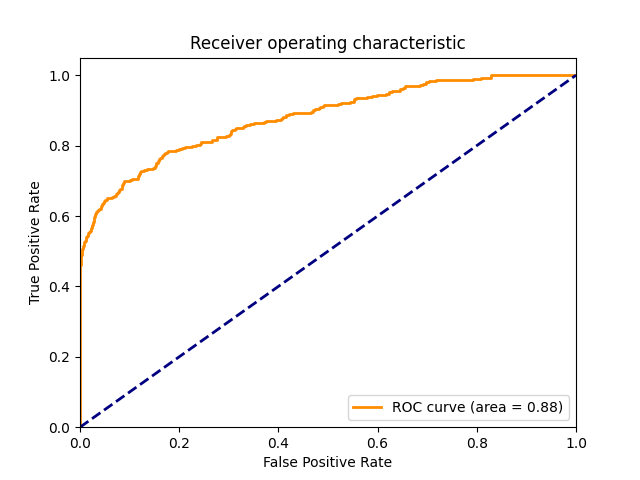 Receiver operating characteristic
1.0
0.8
0.6
0.4
0.2
0.0
True Positive Rate
ROC curve (area = 0.88)
0.0 0.2 0.4 0.6 0.8 1.0
False Positive Rate